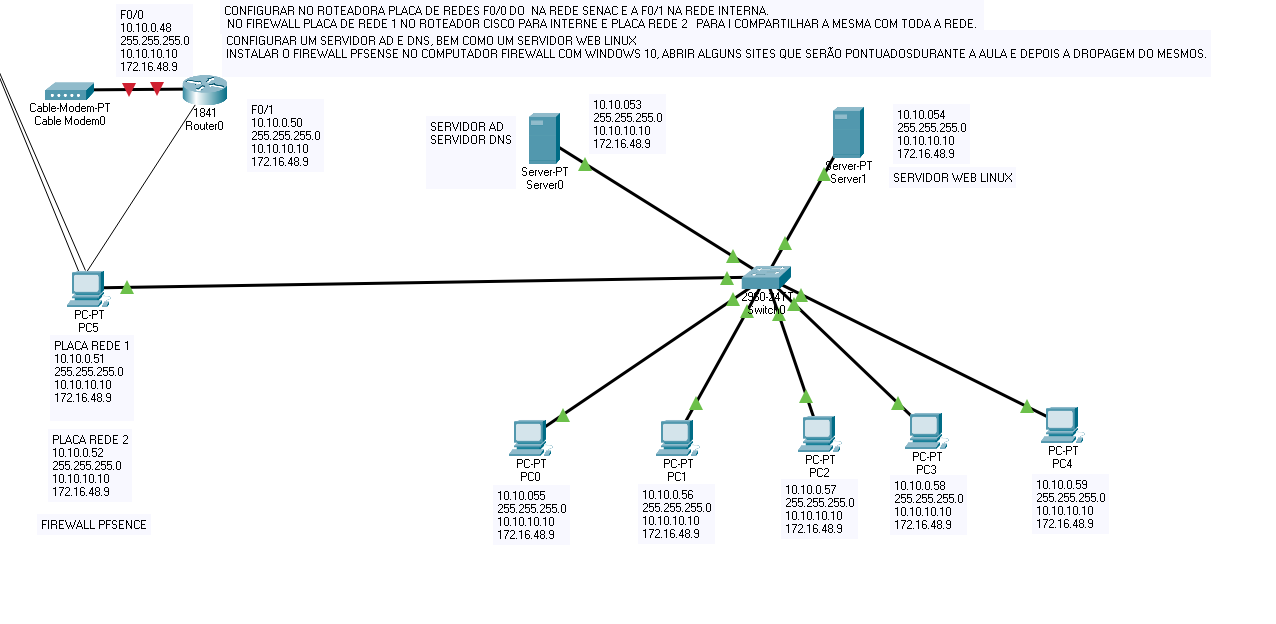 CONFIGURAR NO ROTEADORA PLACA DE REDES F0/0 DO  NA REDE SENAC E A F0/1 NA REDE INTERNA.
NO FIREWALL PLACA DE REDE 1 NO ROTEADOR CISCO PARA INTERNE E PLACA REDE 2  PARA I COMPARTILHAR A MESMA COM TODA A REDE.
CONFIGURAR UM SERVIDOR AD E DNS, BEM COMO UM SERVIDOR WEB LINUX
INSTALAR O FIREWALL PFSENSE NO COMPUTADOR FIREWALL COM WINDOWS 10, ABRIR ALGUNS SITES QUE SERÃO PONTUADOSDURANTE A AULA E DEPOIS A DROPAGEM DO MESMOS.
F0/0
10.10.0.48
255.255.255.0
10.10.10.10
172.16.48.9
Cable-Modem-PT
Cable Modem0
1841
Router0
F0/1
10.10.0.50
255.255.255.0
10.10.10.10
172.16.48.9
SERVIDOR AD
SERVIDOR DNS
Server-PT
Server0
10.10.053
255.255.255.0
10.10.10.10
172.16.48.9
Server-PT
Server1
10.10.054
255.255.255.0
10.10.10.10
172.16.48.9
SERVIDOR WEB LINUX
2960-24TT
Switch0
PC-PT
PC5
PLACA REDE 1
10.10.0.51
255.255.255.0
10.10.10.10
172.16.48.9
PLACA REDE 2
10.10.0.52
255.255.255.0
10.10.10.10
172.16.48.9
FIREWALL PFSENCE
PC-PT
PC0
10.10.055
255.255.255.0
10.10.10.10
172.16.48.9
PC-PT
PC1
10.10.0.56
255.255.255.0
10.10.10.10
172.16.48.9
PC-PT
PC2
10.10.0.57
255.255.255.0
10.10.10.10
172.16.48.9
PC-PT
PC3
10.10.0.58
255.255.255.0
10.10.10.10
172.16.48.9
PC-PT
PC4
10.10.0.59
255.255.255.0
10.10.10.10
172.16.48.9